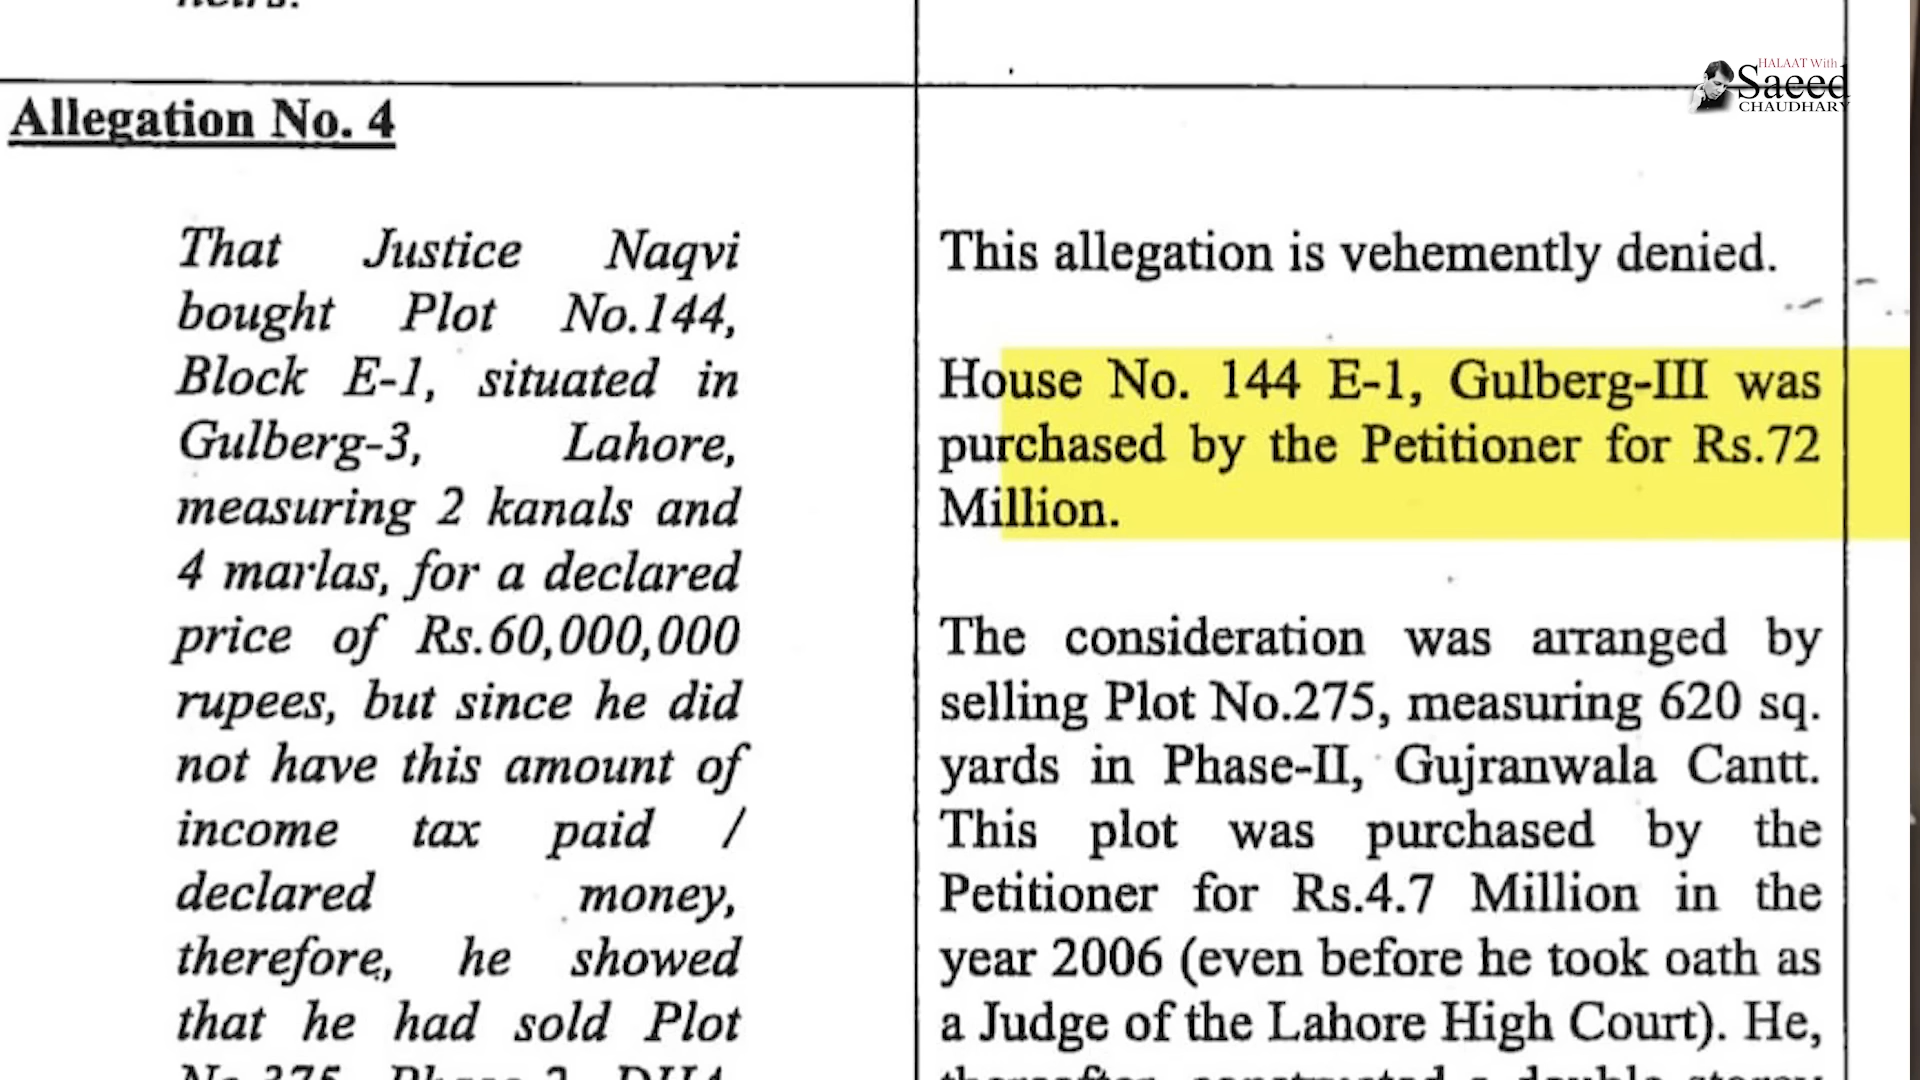 heirs.
HALAAT With
Saeed
CHAUDHARY
Allegation No. 4
That Justice Naqvi
bought Plot No.144,
Block E-1, situated in
Gulberg-3, Lahore,
measuring 2 kanals and
4 marlas, for a declared
price of Rs.60,000,000
rupees, but since he did
not have this amount of
income tax paid /
declared money,
therefore, he showed
that he had sold Plot
This allegation is vehemently denied.
House No. 144 E-1, Gulberg-III was
purchased by the Petitioner for Rs.72
Million.
The consideration was arranged by
selling Plot No.275, measuring 620 sq.
yards in Phase-II, Gujranwala Cantt.
This plot was purchased by the
Petitioner for Rs.4.7 Million in the
year 2006 (even before he took oath as
a Judge of the Lahore High Court). He,
thereafter, constructed a double storey